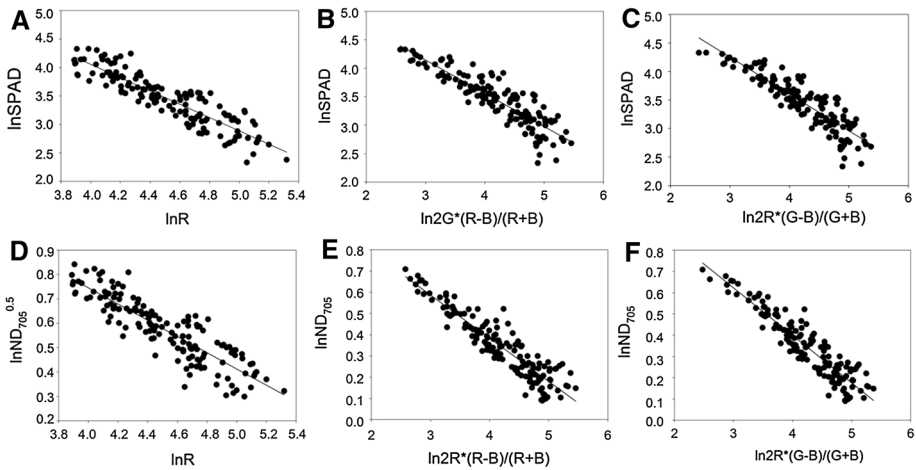 A
5.0
4.5
4.0
3.5
3.0
2.5
2.0
lnSPAD
3.6 4.0 4.2 4.4 4.6 4.8 5.0 5.2 5.4
lnR
B
5.0
4.5
4.0
3.5
3.0
2.5
2.0
lnSPAD
2 3 4 5 6
ln2G*(R-B)/(R+B)
C
5.0
4.5
4.0
3.5
3.0
2.5
2.0
lnSPAD
2 3 4 5 6
ln2R*(G-B)/(G+B)
D
0.9
0.8
0.7
0.6
0.5
0.4
0.3
0.2
lnND705 0.5
3.8 4.0 4.2 4.4 4.6 4.8 5.0 5.2 5.4
lnR
E
0.8
0.7
0.6
0.5
0.4
0.3
0.2
0.1
0.0
lnND705
2 3 4 5 6
ln2R*(R-B)/(R+B)
F
0.8
0.7
0.6
0.5
0.4
0.3
0.2
0.1
0.0
lnND705
2 3 4 5 6
ln2R*(G-B)/(G+B)